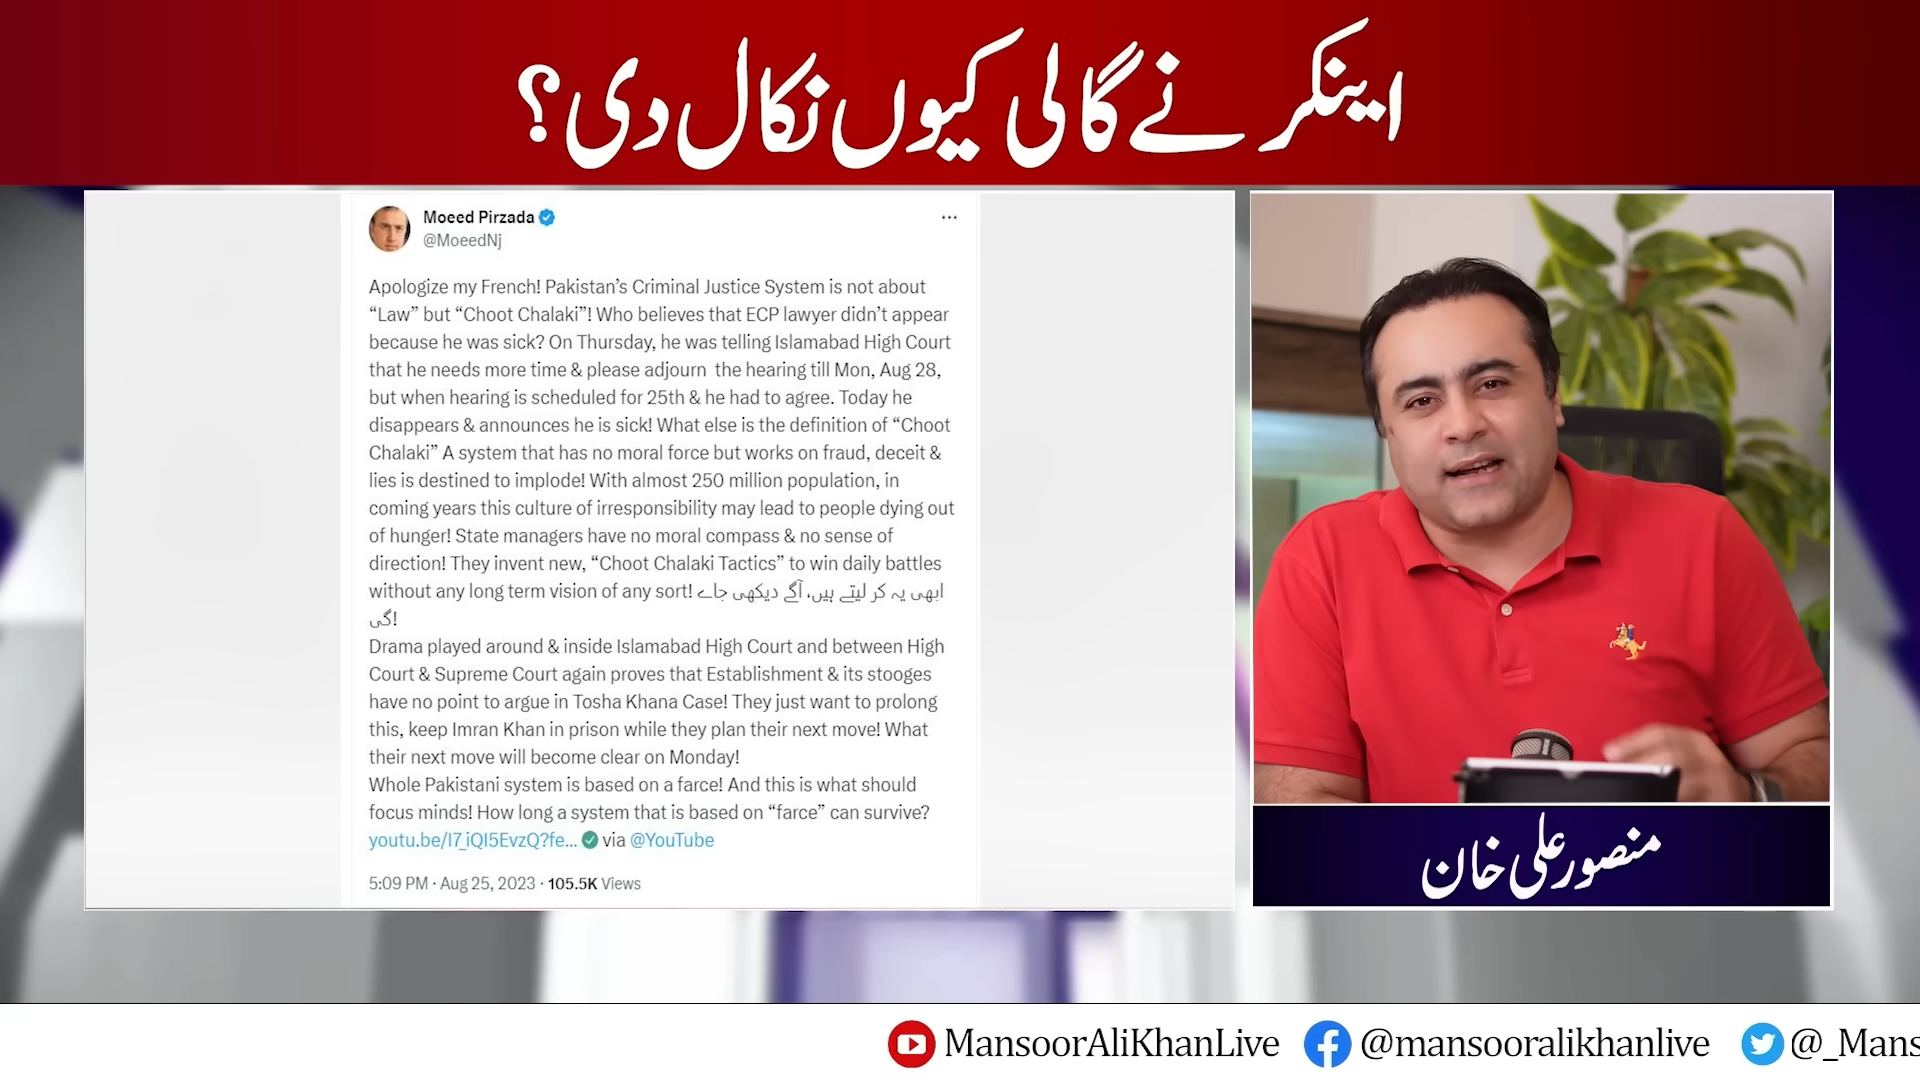 اینکر نے گالی کیوں نکال دی؟
Moeed Pirzada
@MoeedNj
Apologize my French! Pakistan's Criminal Justice System is not about
“Law” but “Choot Chalaki”! Who believes that ECP lawyer didn't appear
because he was sick? On Thursday, he was telling Islamabad High Court
that he needs more time & please adjourn the hearing till Mon, Aug 28,
but when hearing is scheduled for 25th & he had to agree. Today he
disappears & announces he is sick! What else is the definition of “Choot
Chalaki” A system that has no moral force but works on fraud, deceit &
lies is destined to implode! With almost 250 million population, in
coming years this culture of irresponsibility may lead to people dying out
of hunger! State managers have no moral compass & no sense of
direction! They invent new, “Choot Chalaki Tactics” to win daily battles
without any long term vision of any sort! ابھی یہ کر لیتے ہیں، آگے دیکھی جاے
گی!
Drama played around & inside Islamabad High Court and between High
Court & Supreme Court again proves that Establishment & its stooges
have no point to argue in Tosha Khana Case! They just want to prolong
this, keep Imran Khan in prison while they plan their next move! What
their next move will become clear on Monday!
Whole Pakistani system is based on a farce! And this is what should
focus minds! How long a system that is based on “farce” can survive?
youtu.be/I7_iQI5EvzQ?fe... via @YouTube
5:09 PM · Aug 25, 2023 · 105.5K Views
منصور علی خان
MansoorAliKhanLive @mansooralikhanlive @_Mans